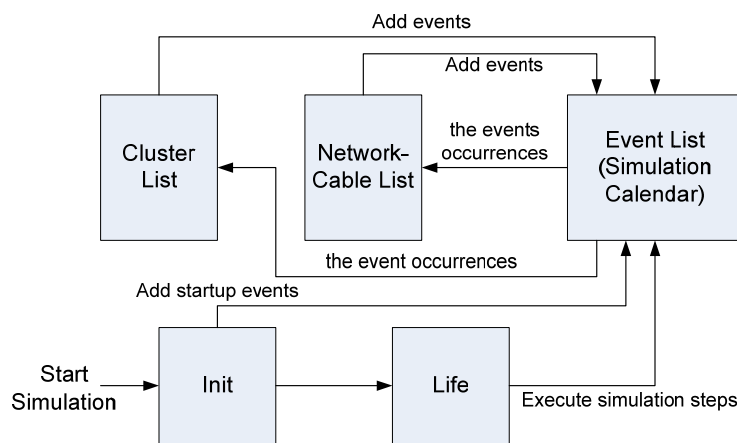 Add events
Add events
Cluster
List
Network-
Cable List
the events
occurrences
Event List
(Simulation
Calendar)
the event occurrences
Add startup events
Start
Simulation
Init
Life
Execute simulation steps